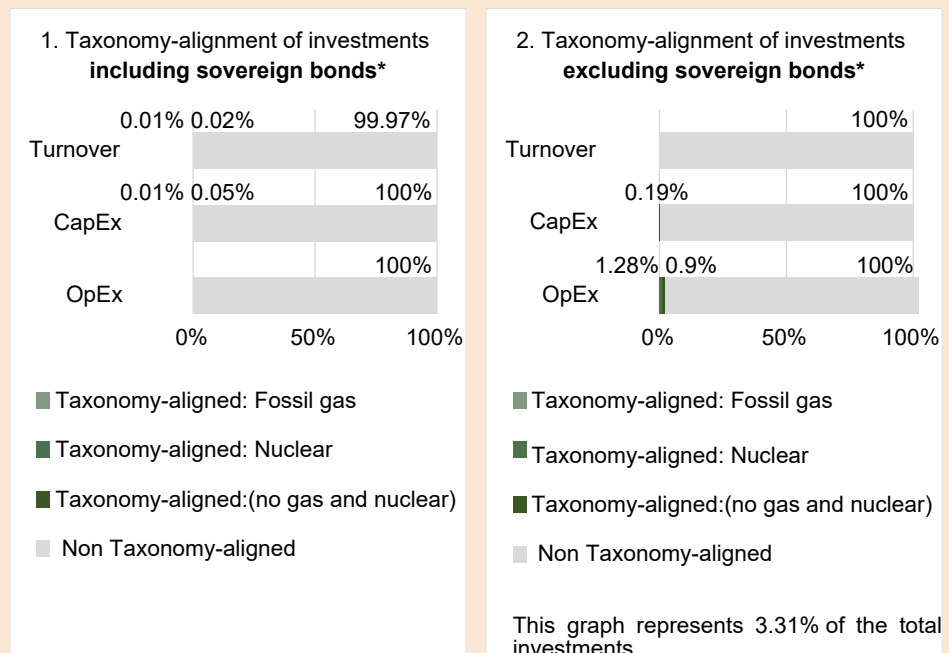 1. Taxonomy-alignment of investments
including sovereign bonds*
0.01% 0.02% 99.97%
Turnover
0.01% 0.05% 100%
CapEx
100%
OpEx
0% 50% 100%
Taxonomy-aligned: Fossil gas
Taxonomy-aligned: Nuclear
Taxonomy-aligned:(no gas and nuclear)
Non Taxonomy-aligned
2. Taxonomy-alignment of investments
excluding sovereign bonds*
100%
Turnover
0.19% 100%
CapEx
1.28% 0.9% 100%
OpEx
0% 50% 100%
Taxonomy-aligned: Fossil gas
Taxonomy-aligned: Nuclear
Taxonomy-aligned:(no gas and nuclear)
Non Taxonomy-aligned
This graph represents 3.31% of the total
investments